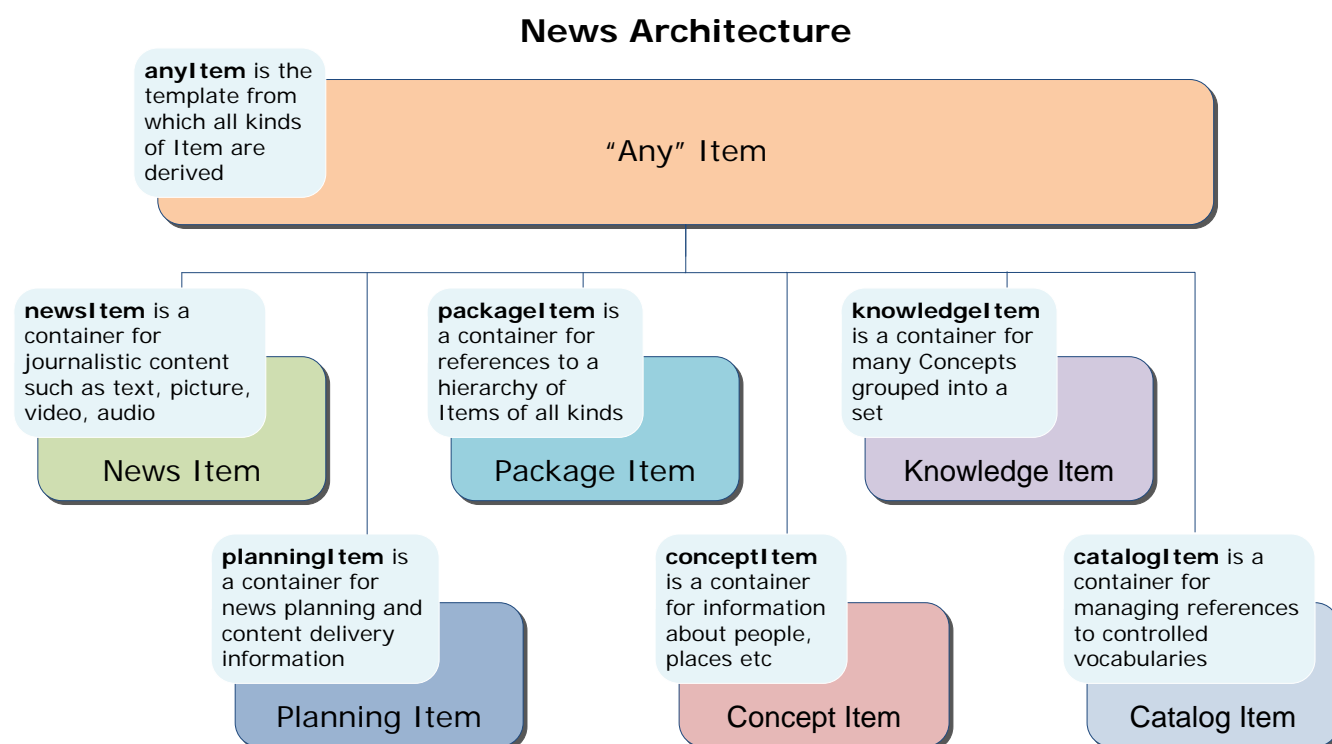 News Architecture
anyItem is the
template from
which all kinds
of Item are
derived
“Any” Item
newsItem is a
container for
journalistic content
such as text, picture,
video, audio
News Item
packageItem is
a container for
references to a
hierarchy of
Items of all kinds
Package Item
knowledgeItem
is a container for
many Concepts
grouped into a
set
Knowledge Item
planningItem is
a container for
news planning and
content delivery
information
Planning Item
conceptItem
is a container
for information
about people,
places etc
Concept Item
catalogItem is a
container for
managing references
to controlled
vocabularies
Catalog Item